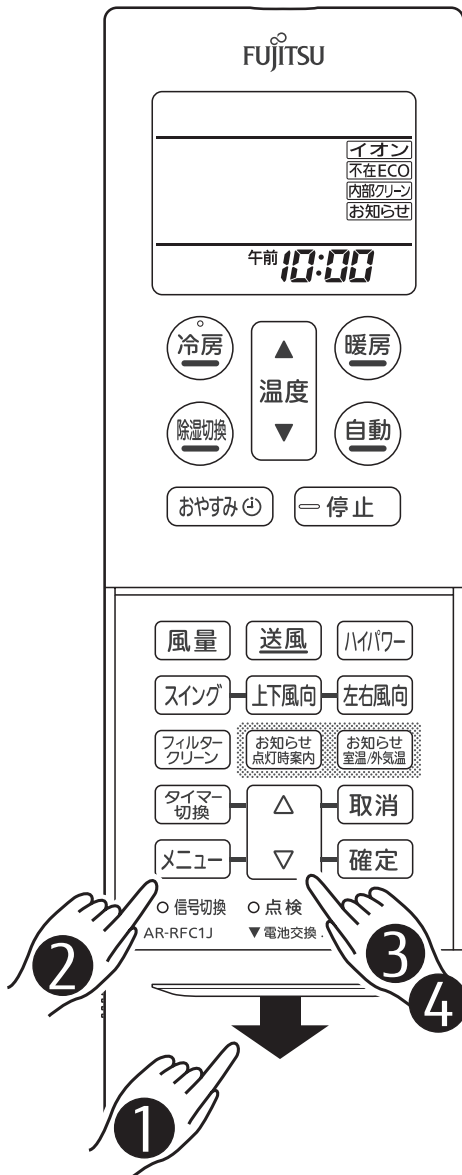 FUJITSU
イオン
不在ECO
内部クリーン
お知らせ
午前 10:00
冷房
▲
温度
▼
暖房
除湿切換
自動
おやすみ
停止
風量 送風 ハイパワー
スイング 上下風向 左右風向
フィルター
クリーン
お知らせ
点灯時案内
お知らせ
室温/外気温
タイマー
切換
△
取消
メニュー ▽ 確定
信号切換 点検
AR-RFC1J ▼電池交換
2
3
4
1